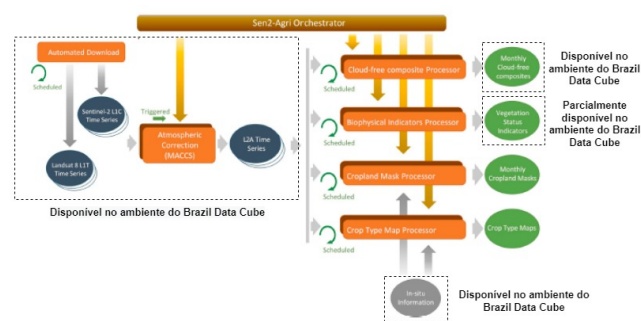 Sen2-Agri Orchestrator
Automated Download
Scheduled
Sentinel-2 L1C
Time Series
Landsat 8 L1T
Time Series
Triggered
Atmospheric
Correction
(MACCS)
L2A Time
Series
Disponível no ambiente do Brazil Data Cube
Scheduled
Cloud-free composite Processor
Monthly
Cloud-free
composites
Disponível no
ambiente do Brazil
Data Cube
Scheduled
Biophysical Indicators Processor
Vegetation
Status
Indicators
Parcialmente
disponível no
ambiente do Brazil
Data Cube
Scheduled
Cropland Mask Processor
Monthly
Cropland Masks
Scheduled
Crop Type Map Processor
Crop Type Maps
In-situ
Information
Disponível no ambiente do
Brazil Data Cube